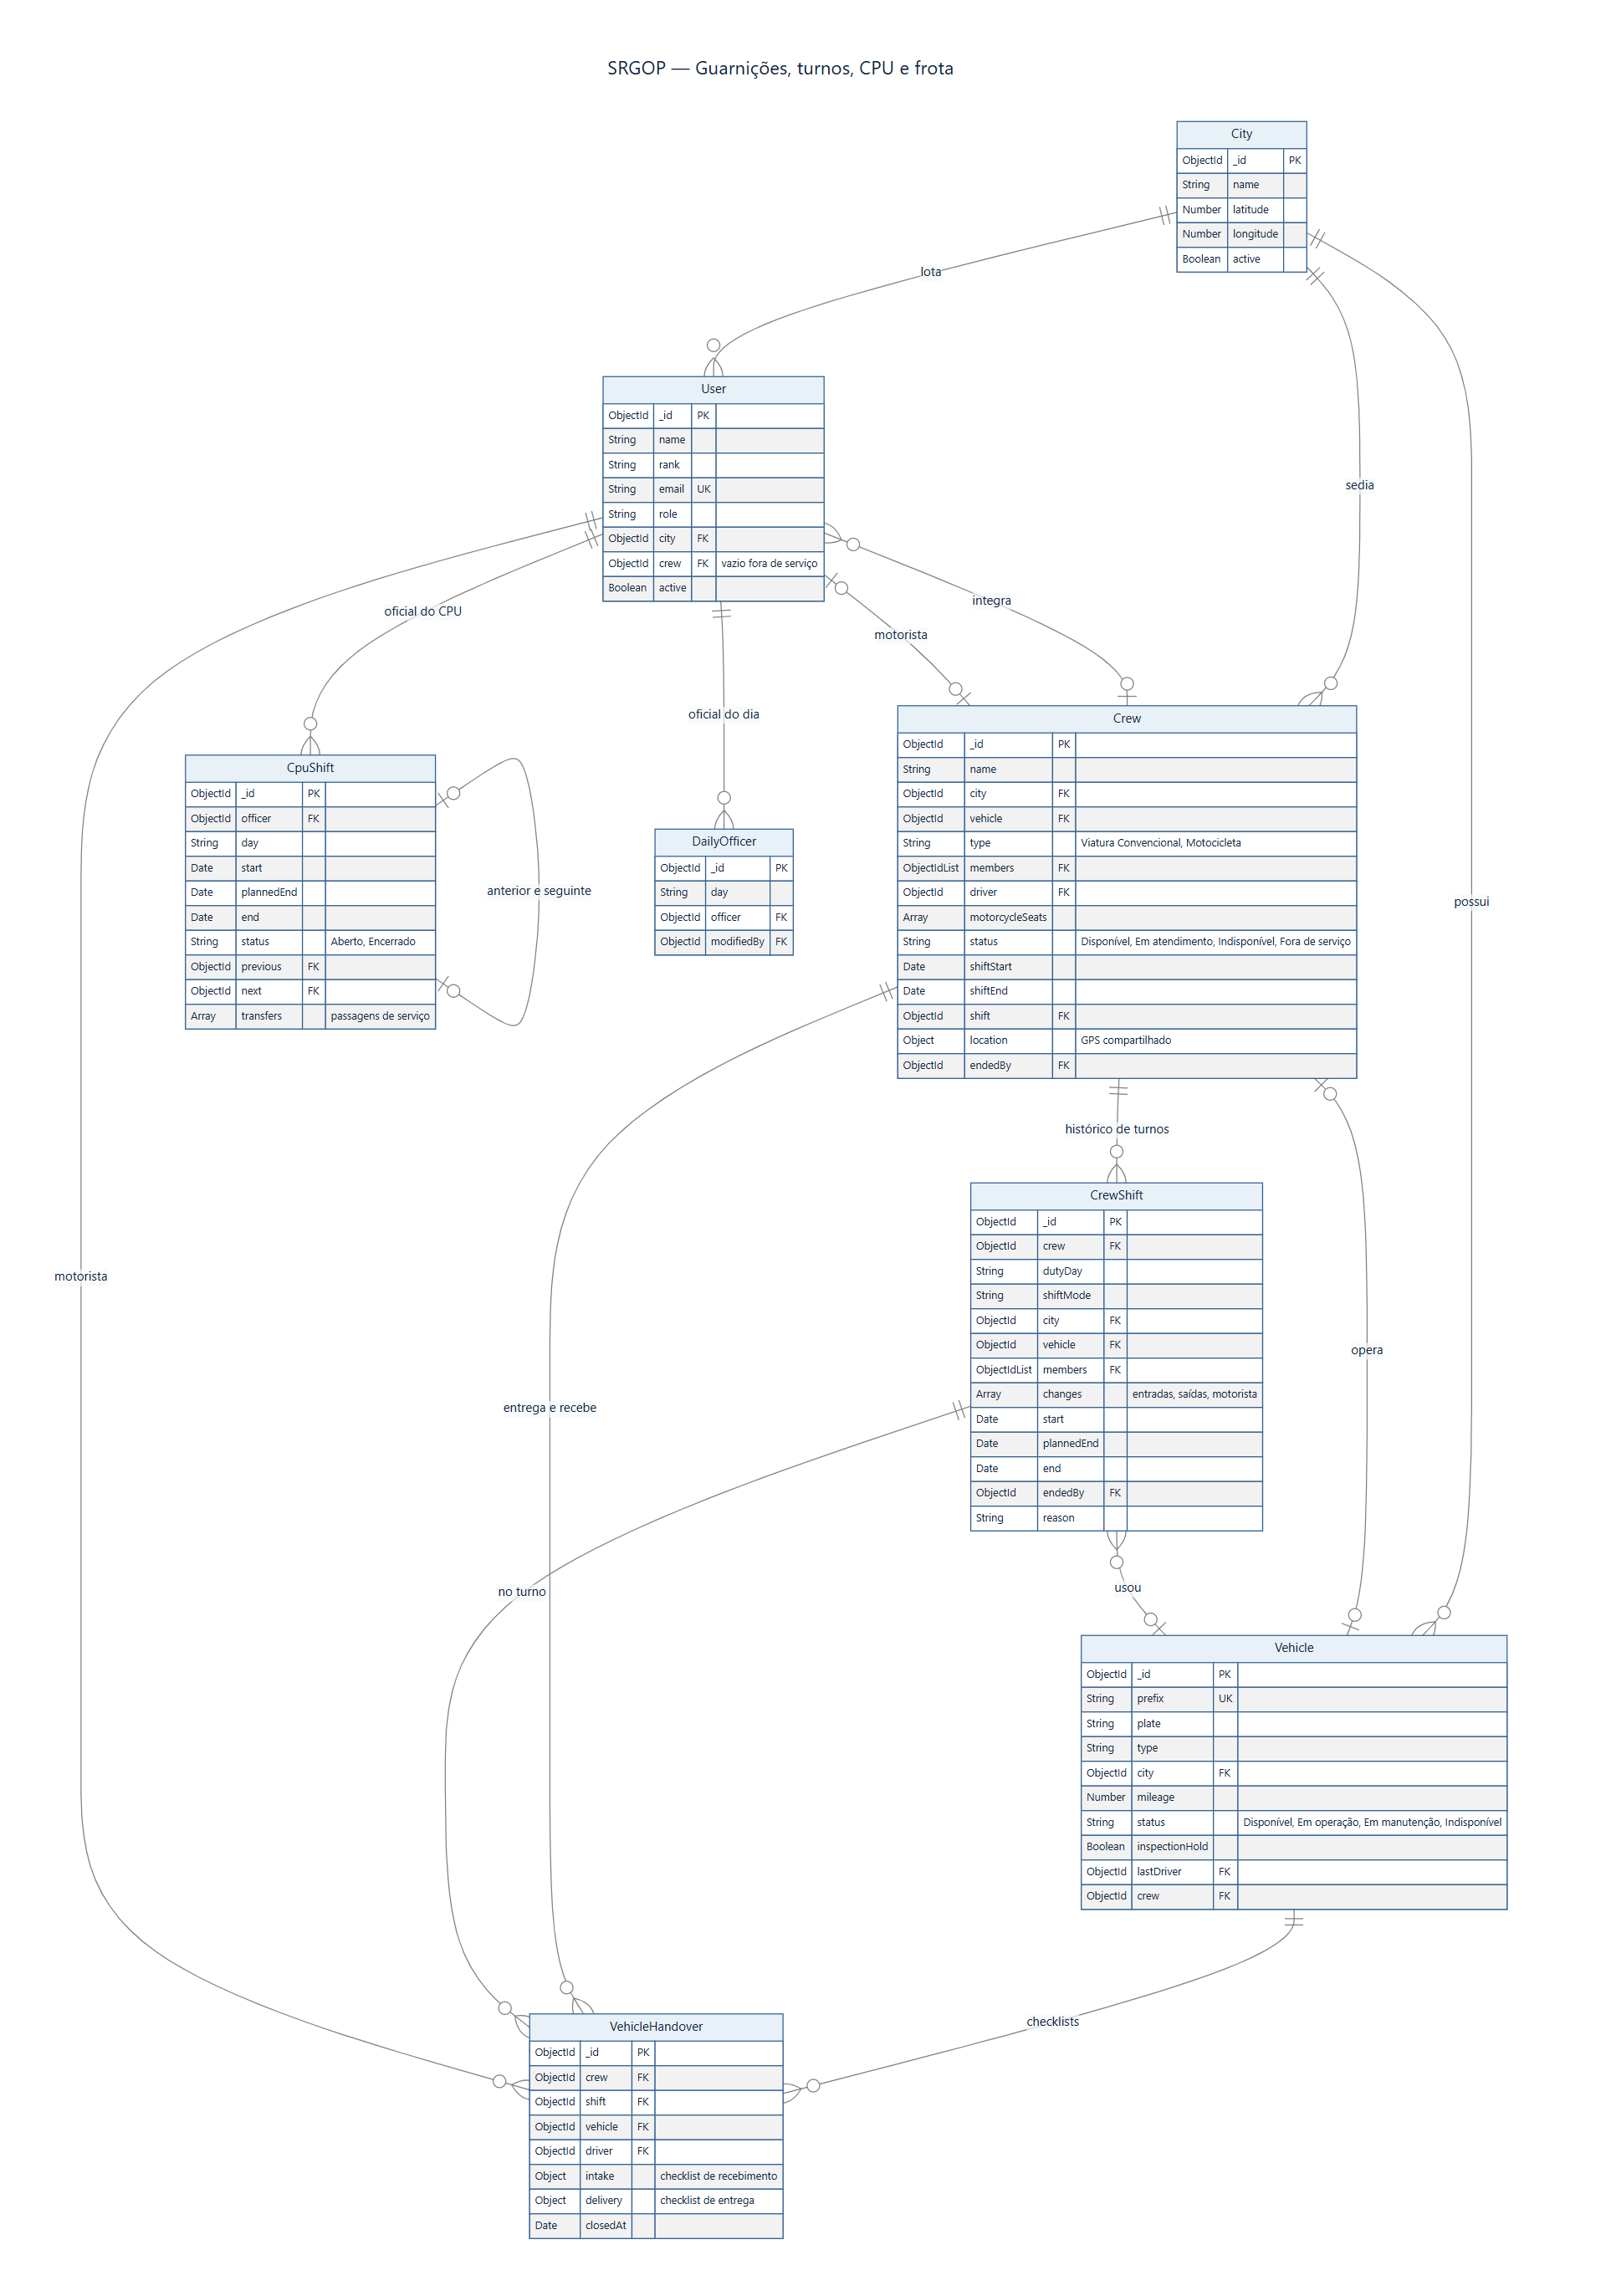 SRGOP — Guarnições, turnos, CPU e frota
City
ObjectId _id PK
String name
Number latitude
Number longitude
Boolean active
lota
User
ObjectId _id PK
String name
String rank
String email UK
String role
ObjectId city FK
ObjectId crew FK vazio fora de serviço
Boolean active
sedia
integra
oficial do CPU
motorista
oficial do dia
possui
CpuShift
ObjectId _id PK
ObjectId officer FK
String day
Date start
Date plannedEnd
Date end
String status Aberto, Encerrado
ObjectId previous FK
ObjectId next FK
Array transfers passagens de serviço
anterior e seguinte
DailyOfficer
ObjectId _id PK
String day
ObjectId officer FK
ObjectId modifiedBy FK
Crew
ObjectId _id PK
String name
ObjectId city FK
ObjectId vehicle FK
String type Viatura Convencional, Motocicleta
ObjectIdList members FK
ObjectId driver FK
Array motorcycleSeats
String status Disponível, Em atendimento, Indisponível, Fora de serviço
Date shiftStart
Date shiftEnd
ObjectId shift FK
Object location GPS compartilhado
ObjectId endedBy FK
histórico de turnos
CrewShift
ObjectId _id PK
ObjectId crew FK
String dutyDay
String shiftMode
ObjectId city FK
ObjectId vehicle FK
ObjectIdList members FK
Array changes entradas, saídas, motorista
Date start
Date plannedEnd
Date end
ObjectId endedBy FK
String reason
motorista
opera
entrega e recebe
no turno
usou
Vehicle
ObjectId _id PK
String prefix UK
String plate
String type
ObjectId city FK
Number mileage
String status Disponível, Em operação, Em manutenção, Indisponível
Boolean inspectionHold
ObjectId lastDriver FK
ObjectId crew FK
checklists
VehicleHandover
ObjectId _id PK
ObjectId crew FK
ObjectId shift FK
ObjectId vehicle FK
ObjectId driver FK
Object intake checklist de recebimento
Object delivery checklist de entrega
Date closedAt